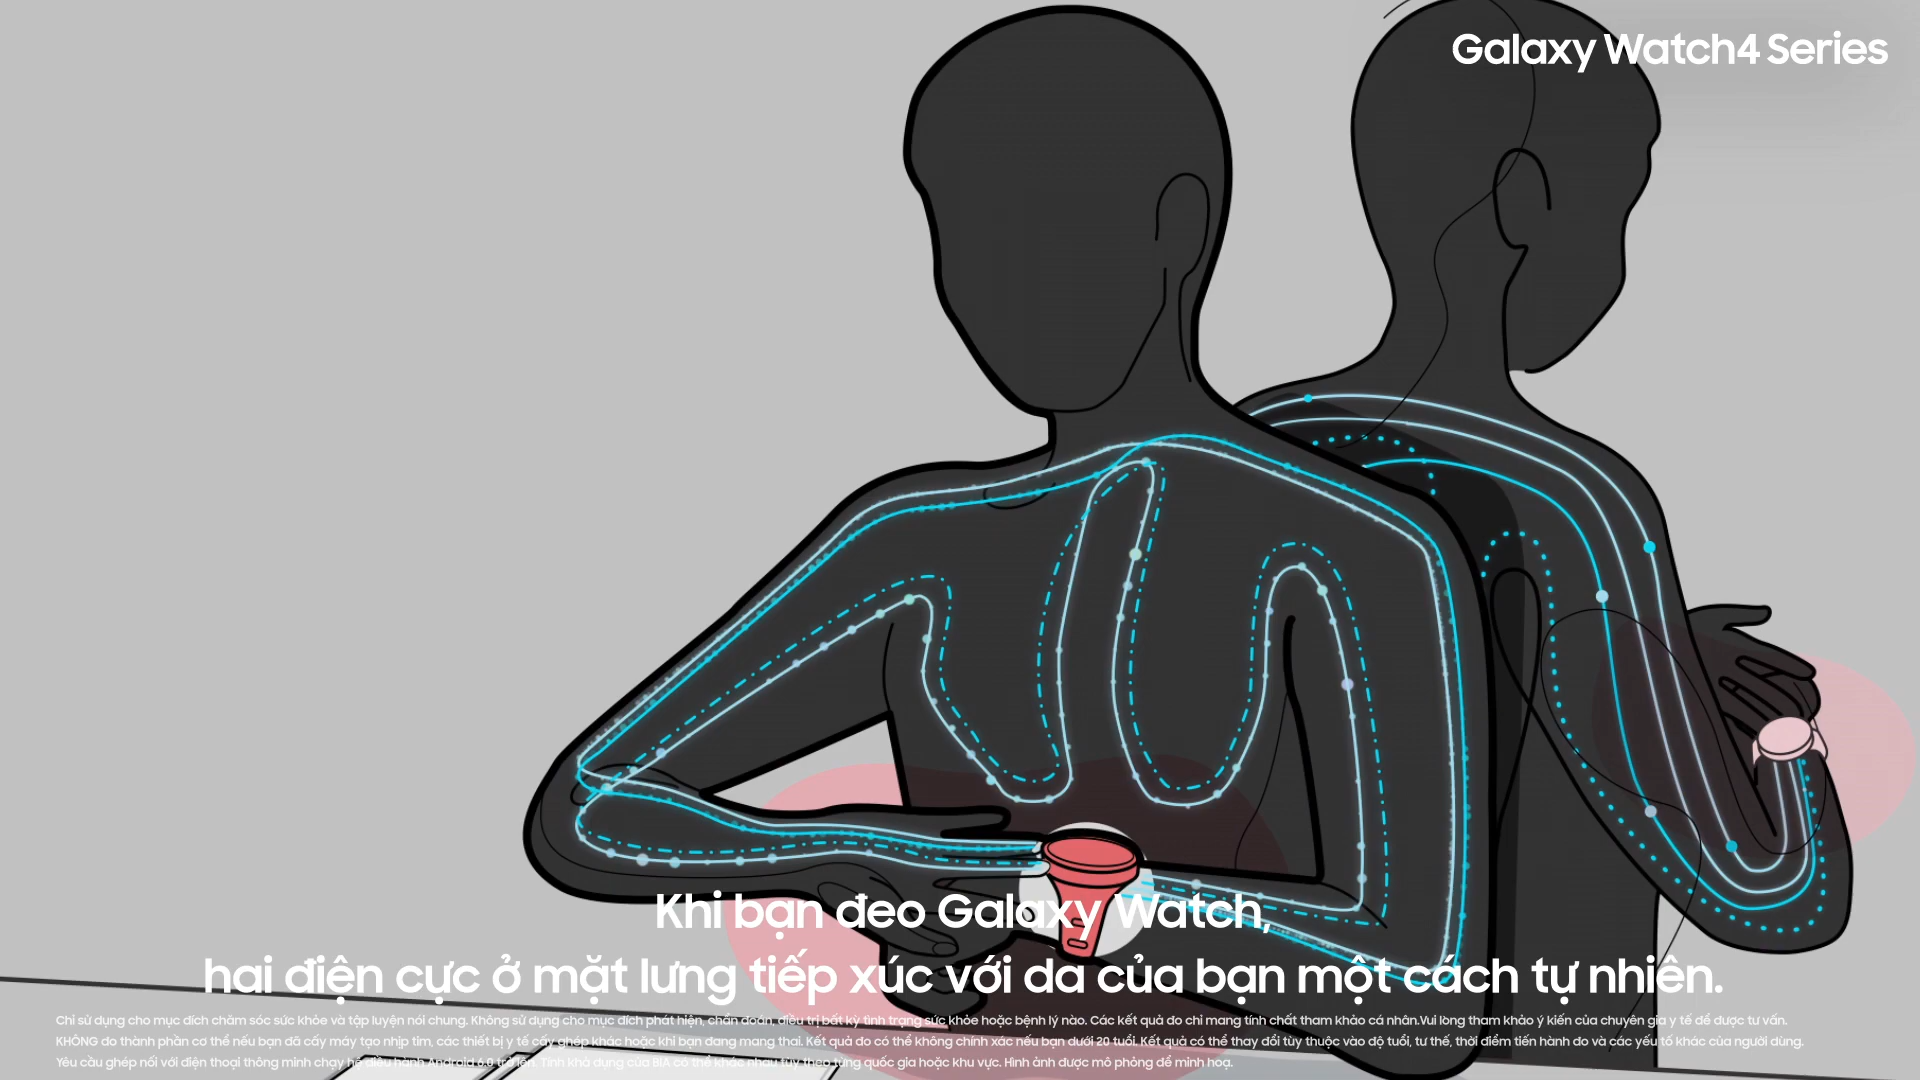 Galaxy Watch4 Series
Khi bạn đeo Galaxy Watch,
hai điện cực ở mặt lưng tiếp xúc với da của bạn một cách tự nhiên.
Chỉ sử dụng cho mục đích chăm sóc sức khỏe và tập luyện nói chung. Không sử dụng cho mục đích phát hiện, chẩn đoán, điều trị bất kỳ tình trạng sức khỏe hoặc bệnh lý nào. Các kết quả đo chỉ mang tính chất tham khảo cá nhân.Vui lòng tham khảo ý kiến của chuyên gia y tế để được tư vấn.
KHÔNG đo thành phần cơ thể nếu bạn đã cấy máy tạo nhịp tim, các thiết bị y tế cấy ghép khác hoặc khi bạn đang mang thai. Kết quả đo có thể không chính xác nếu bạn dưới 20 tuổi. Kết quả có thể thay đổi tùy thuộc vào độ tuổi, tư thế, thời điểm tiến hành đo và các yếu tố khác của người dùng.
Yêu cầu ghép nối với điện thoại thông minh chạy hệ điều hành Android 6.0 trở lên. Tính khả dụng của BIA có thể khác nhau tùy theo từng quốc gia hoặc khu vực. Hình ảnh được mô phỏng để minh họa.